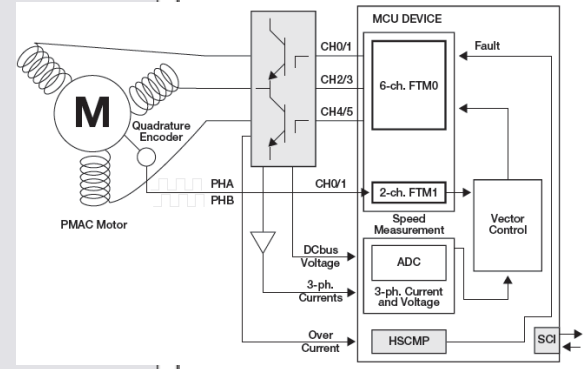 MCU DEVICE
CH0/1
Fault
CH2/3
6-ch. FTM0
CH4/5
M
Quadrature
Encoder
PHA
CH0/1
2-ch. FTM1
PHB
PMAC Motor
Speed
Measurement
Vector
Control
DCbus
Voltage
ADC
3-ph.
Currents
3-ph. Current
and Voltage
Over
Current
HSCMP
SCI